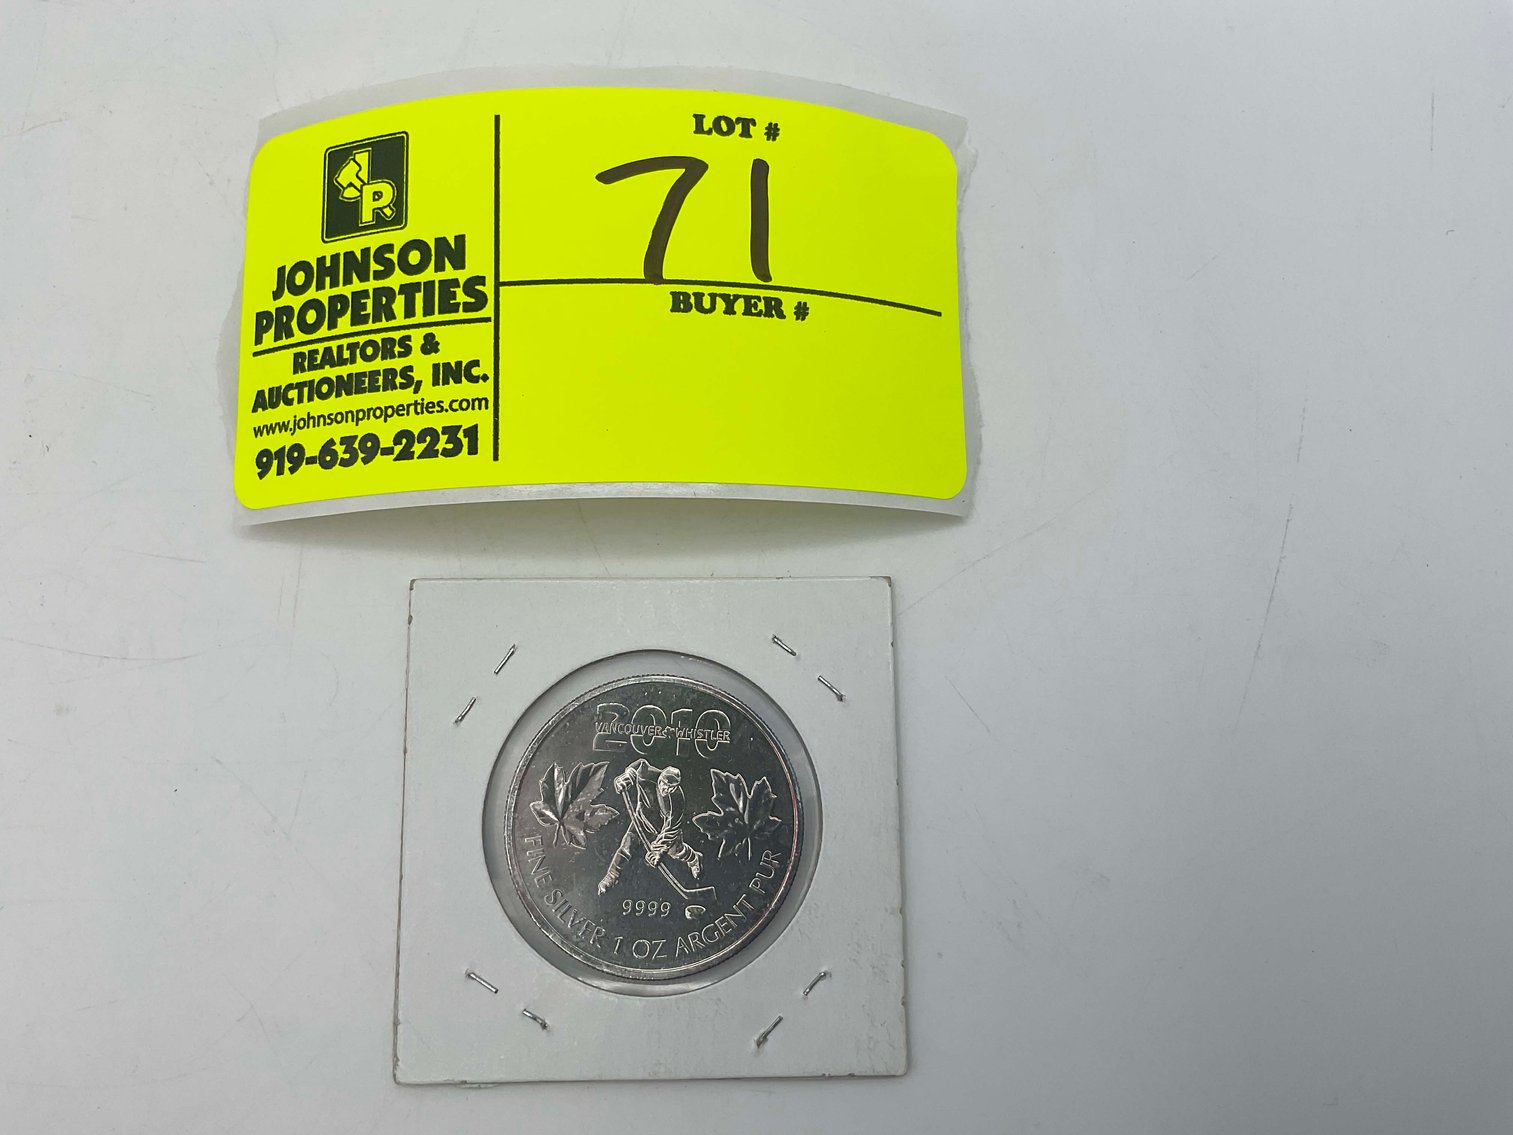 JP
JOHNSON
PROPERTIES
REALTORS &
AUCTIONEERS, INC.
www.johnsonproperties.com
919-639-2231
LOT #
71
BUYER #
2010
VANCOUVER WHISTLER
9999
FINE SILVER 1 OZ ARGENT PUR